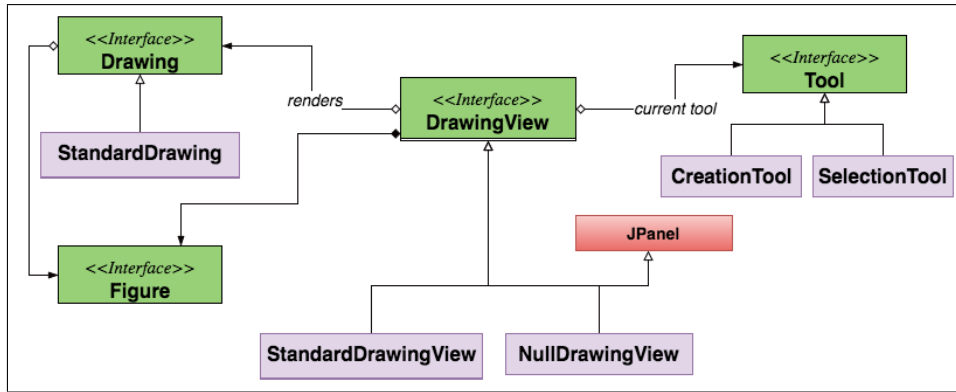 <<Interface>>
Drawing
<<Interface>>
Tool
renders
<<Interface>>
DrawingView
current tool
StandardDrawing
CreationTool
SelectionTool
JPanel
<<Interface>>
Figure
StandardDrawingView
NullDrawingView